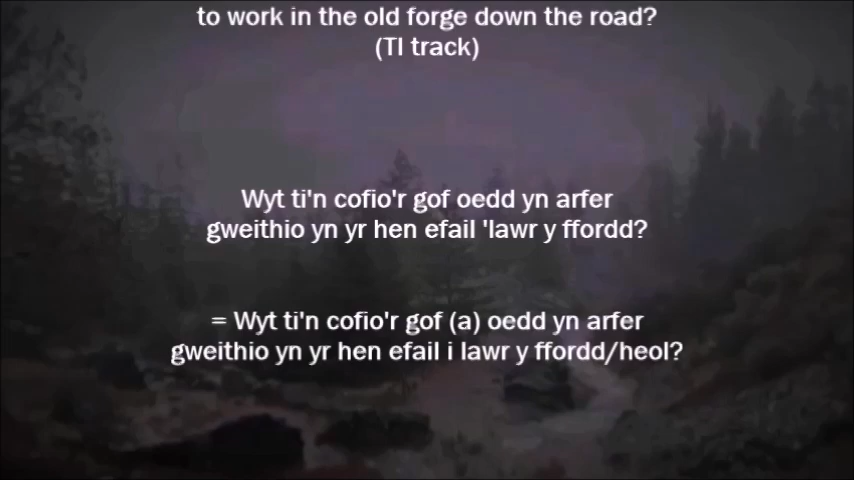 to work in the old forge down the road?
(TI track)
Wyt ti'n cofio'r gof oedd yn arfer
gweithio yn yr hen efail 'lawr y ffordd?
= Wyt ti'n cofio'r gof (a) oedd yn arfer
gweithio yn yr hen efail i lawr y ffordd/heol?